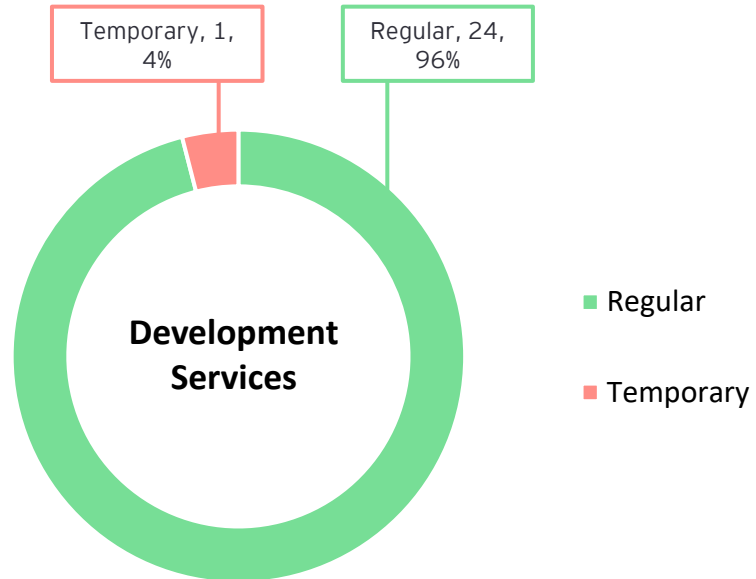 Temporary, 1,
4%
Regular, 24,
96%
Development
Services
Regular
Temporary